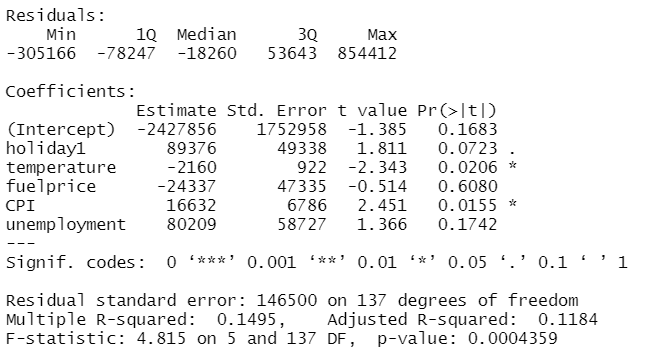 Residuals:
    Min      1Q  Median      3Q     Max
-305166  -78247  -18260   53643  854412

Coefficients:
             Estimate Std. Error t value Pr(>|t|)
(Intercept)  -2427856    1752958  -1.385   0.1683
holiday1        89376      49338   1.811   0.0723 .
temperature     -2160        922  -2.343   0.0206 *
fuelprice      -24337      47335  -0.514   0.6080
CPI             16632       6786   2.451   0.0155 *
unemployment    80209      58727   1.366   0.1742
---
Signif. codes:  0 ‘***’ 0.001 ‘**’ 0.01 ‘*’ 0.05 ‘.’ 0.1 ‘ ’ 1

Residual standard error: 146500 on 137 degrees of freedom
Multiple R-squared:  0.1495,    Adjusted R-squared:  0.1184
F-statistic: 4.815 on 5 and 137 DF,  p-value: 0.0004359